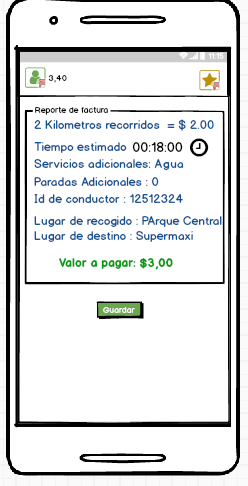 11:15
3,40
Reporte de factura
2 Kilometros recorridos = $ 2.00
Tiempo estimado 00:18:00
Servicios adicionales: Agua
Paradas Adicionales : 0
Id de conductor : 12512324
Lugar de recogido : PArque Central
Lugar de destino : Supermaxi
Valor a pagar: $3,00
Guardar